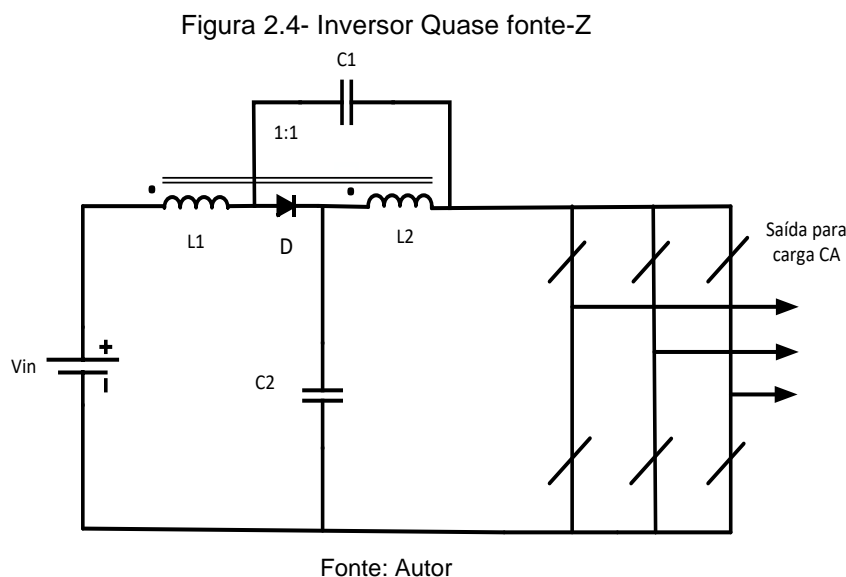 Figura 2.4- Inversor Quase fonte-Z
C1
1:1
L1
D
L2
Saída para
carga CA
Vin
+
C2
Fonte: Autor